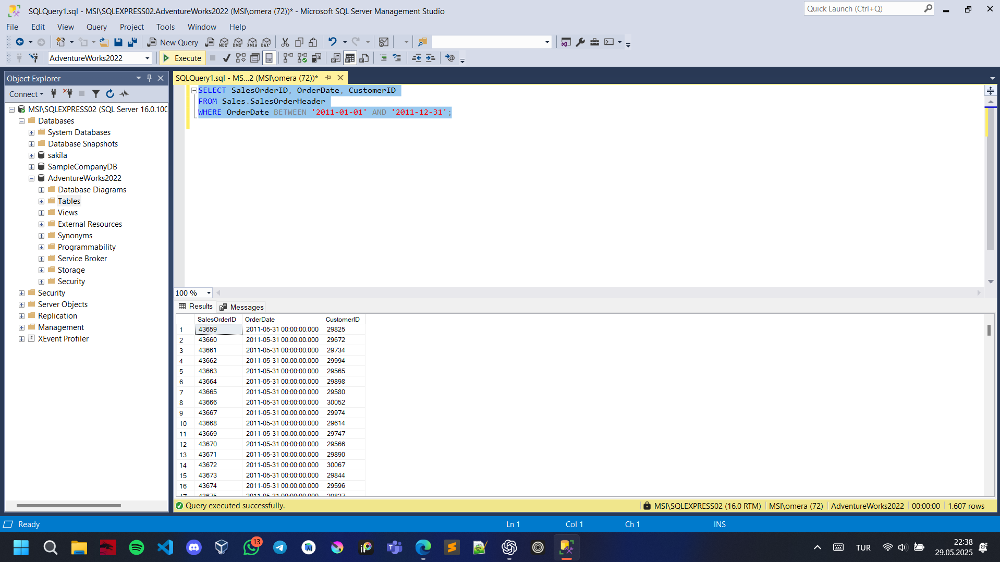 SQLQuery1.sql - MSI\SQLEXPRESS02.AdventureWorks2022 (MSI\omera (72))* - Microsoft SQL Server Management Studio
Quick Launch (Ctrl+Q)
File Edit View Query Project Tools Window Help
New Query MDX DMX XMLA DAX
AdventureWorks2022 Execute
Object Explorer
Connect
MSI\SQLEXPRESS02 (SQL Server 16.0.100
Databases
System Databases
Database Snapshots
sakila
SampleCompanyDB
AdventureWorks2022
Database Diagrams
Tables
Views
External Resources
Synonyms
Programmability
Service Broker
Storage
Security
Security
Server Objects
Replication
Management
XEvent Profiler
SQLQuery1.sql - MS...2 (MSI\omera (72))*
SELECT SalesOrderID, OrderDate, CustomerID
FROM Sales.SalesOrderHeader
WHERE OrderDate BETWEEN '2011-01-01' AND '2011-12-31';
100 %
Results Messages
SalesOrderID OrderDate CustomerID
1 43659 2011-05-31 00:00:00.000 29825
2 43660 2011-05-31 00:00:00.000 29672
3 43661 2011-05-31 00:00:00.000 29734
4 43662 2011-05-31 00:00:00.000 29994
5 43663 2011-05-31 00:00:00.000 29565
6 43664 2011-05-31 00:00:00.000 29898
7 43665 2011-05-31 00:00:00.000 29580
8 43666 2011-05-31 00:00:00.000 30052
9 43667 2011-05-31 00:00:00.000 29974
10 43668 2011-05-31 00:00:00.000 29614
11 43669 2011-05-31 00:00:00.000 29747
12 43670 2011-05-31 00:00:00.000 29566
13 43671 2011-05-31 00:00:00.000 29890
14 43672 2011-05-31 00:00:00.000 30067
15 43673 2011-05-31 00:00:00.000 29844
16 43674 2011-05-31 00:00:00.000 29596
17 43675 2011-05-31 00:00:00.000 29827
Query executed successfully.
MSI\SQLEXPRESS02 (16.0 RTM) MSI\omera (72) AdventureWorks2022 00:00:00 1.607 rows
Ready Ln 1 Col 1 Ch 1 INS
13
TUR
22:38
29.05.2025